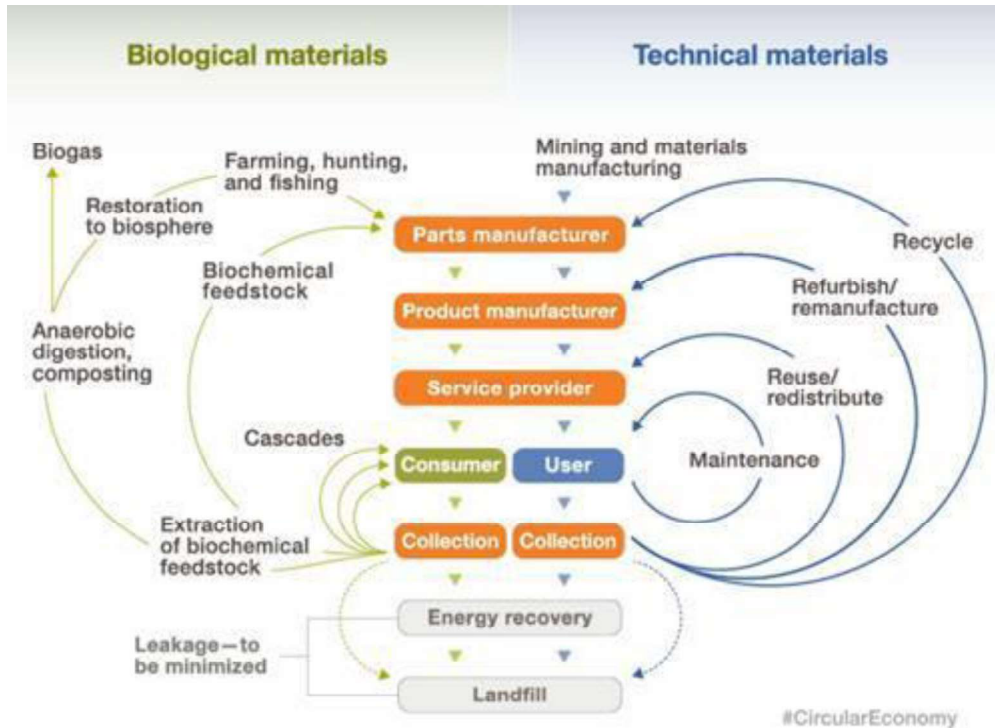 Biological materials
Technical materials
Biogas
Farming, hunting,
and fishing
Mining and materials
manufacturing
Restoration
to biosphere
Parts manufacturer
Recycle
Biochemical
feedstock
Refurbish/
remanufacture
Product manufacturer
Anaerobic
digestion,
composting
Service provider
Reuse/
redistribute
Cascades
Consumer
User
Maintenance
Extraction
of biochemical
feedstock
Collection
Collection
Energy recovery
Leakage—to
be minimized
Landfill
#CircularEconomy